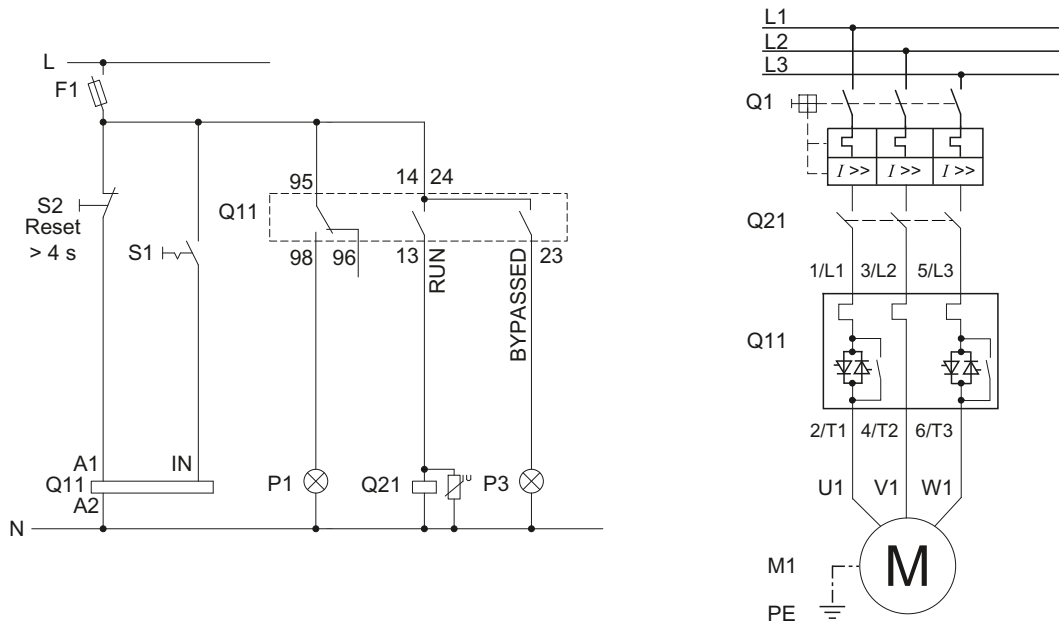 L
F1
S2
Reset
> 4 s
S1
Q11
95
98
96
14 24
13
RUN
23
BYPASSED
A1
IN
Q11
A2
P1
Q21
U
P3
N
L1
L2
L3
Q1
I >> I >> I >>
Q21
1/L1 3/L2 5/L3
Q11
2/T1 4/T2 6/T3
U1 V1 W1
M1
M
PE